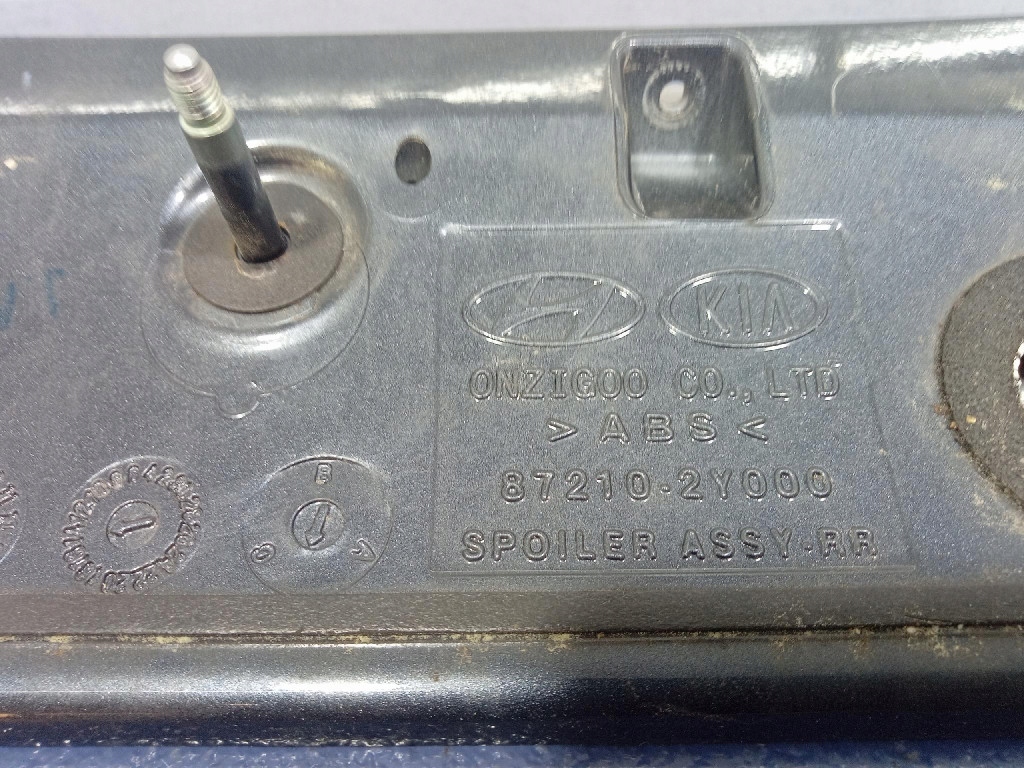 KIA
ONZIGOO CO., LTD
>ABS<
87210-2Y000
SPOILER ASSY-RR
B
C
A